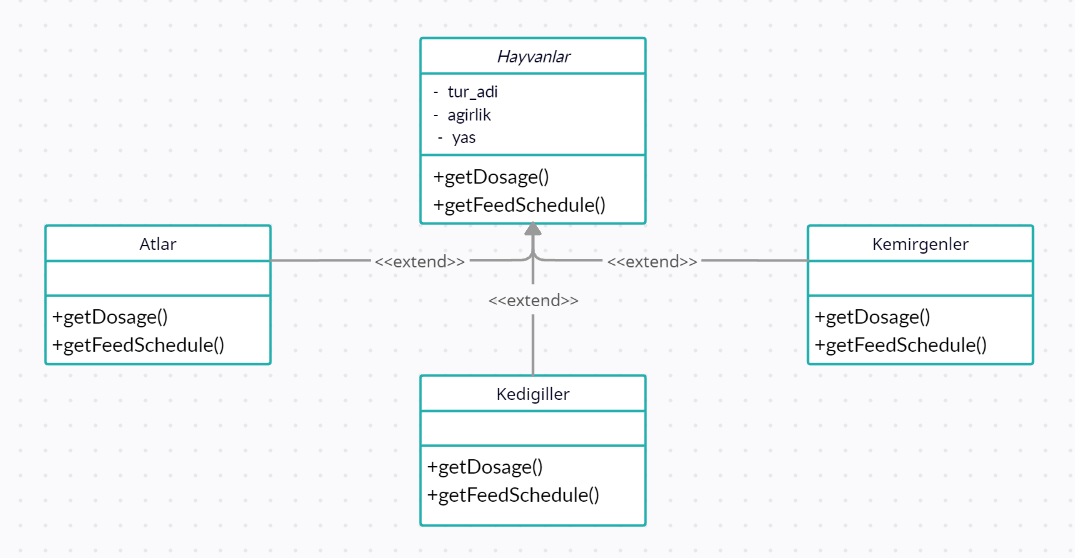 Hayvanlar
- tur_adi
- agirlik
- yas
+getDosage()
+getFeedSchedule()
Atlar
+getDosage()
+getFeedSchedule()
<<extend>>
<<extend>>
<<extend>>
Kemirgenler
+getDosage()
+getFeedSchedule()
Kedigiller
+getDosage()
+getFeedSchedule()